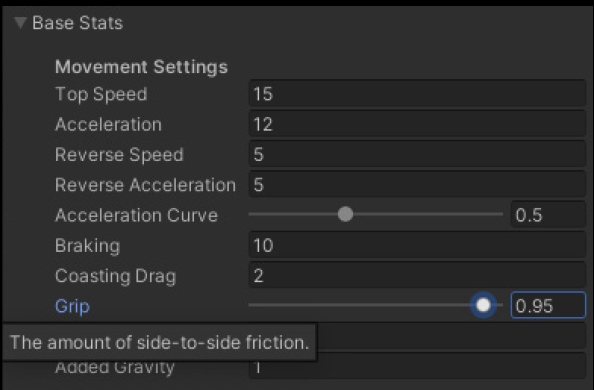 Base Stats
Movement Settings
Top Speed 15
Acceleration 12
Reverse Speed 5
Reverse Acceleration 5
Acceleration Curve 0.5
Braking 10
Coasting Drag 2
Grip 0.95
The amount of side-to-side friction.
Added Gravity 1